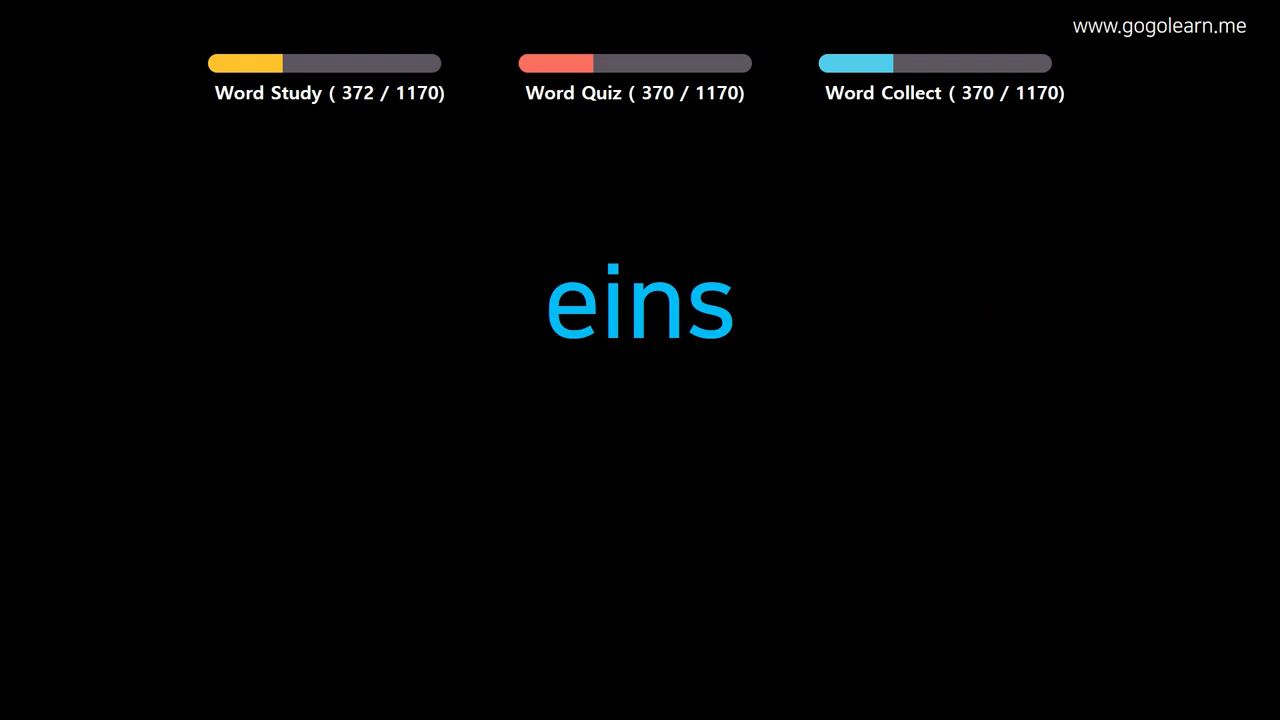 www.gogolearn.me
Word Study ( 372 / 1170)
Word Quiz ( 370 / 1170)
Word Collect ( 370 / 1170)
eins